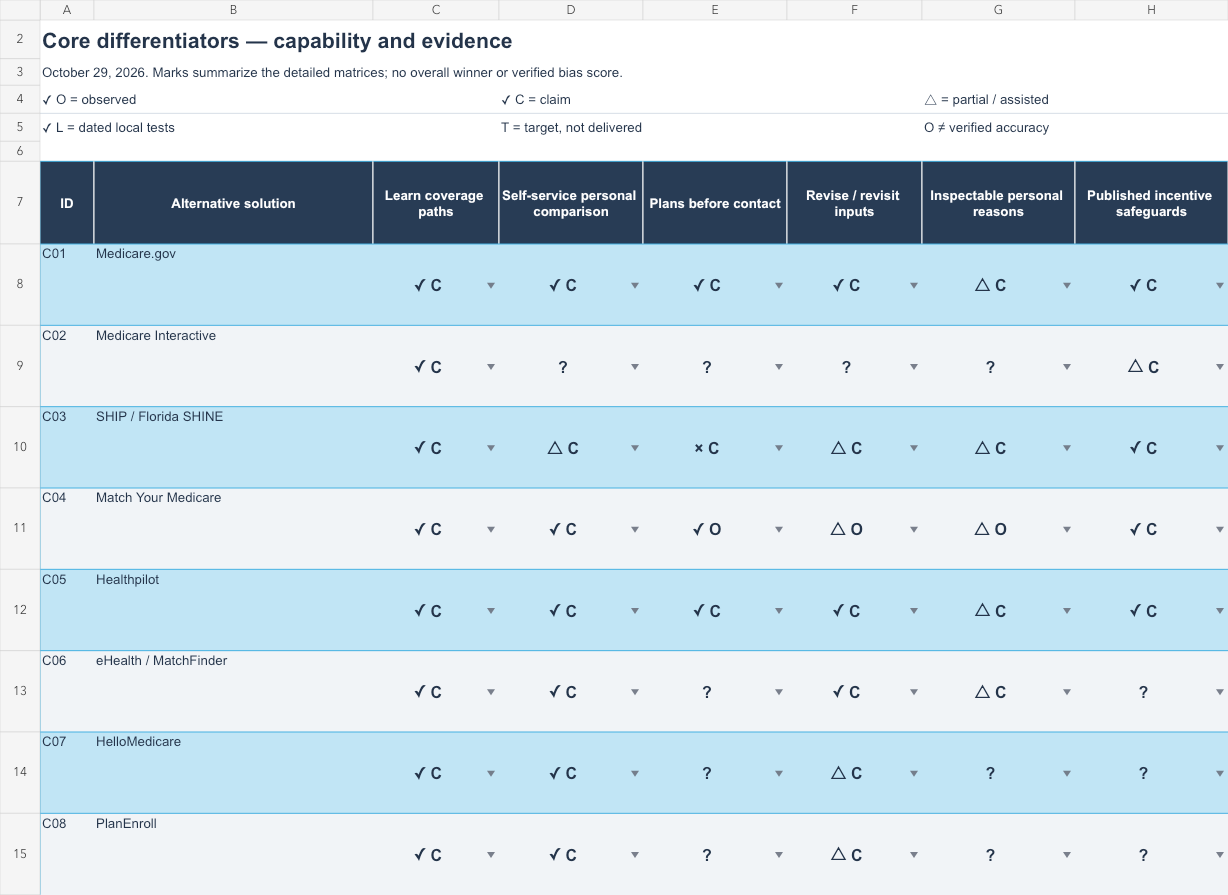 A B C D E F G H
2 Core differentiators — capability and evidence
3 October 29, 2026. Marks summarize the detailed matrices; no overall winner or verified bias score.
4 ✓ O = observed ✓ C = claim △ = partial / assisted
5 ✓ L = dated local tests T = target, not delivered O ≠ verified accuracy
6
7 ID Alternative solution Learn coverage paths Self-service personal comparison Plans before contact Revise / revisit inputs Inspectable personal reasons Published incentive safeguards
8 C01 Medicare.gov ✓ C ✓ C ✓ C ✓ C △ C ✓ C
9 C02 Medicare Interactive ✓ C ? ? ? ? △ C
10 C03 SHIP / Florida SHINE ✓ C △ C × C △ C △ C ✓ C
11 C04 Match Your Medicare ✓ C ✓ C ✓ O △ O △ O ✓ C
12 C05 Healthpilot ✓ C ✓ C ✓ C ✓ C △ C ✓ C
13 C06 eHealth / MatchFinder ✓ C ✓ C ? ✓ C △ C ?
14 C07 HelloMedicare ✓ C ✓ C ? △ C ? ?
15 C08 PlanEnroll ✓ C ✓ C ? △ C ? ?